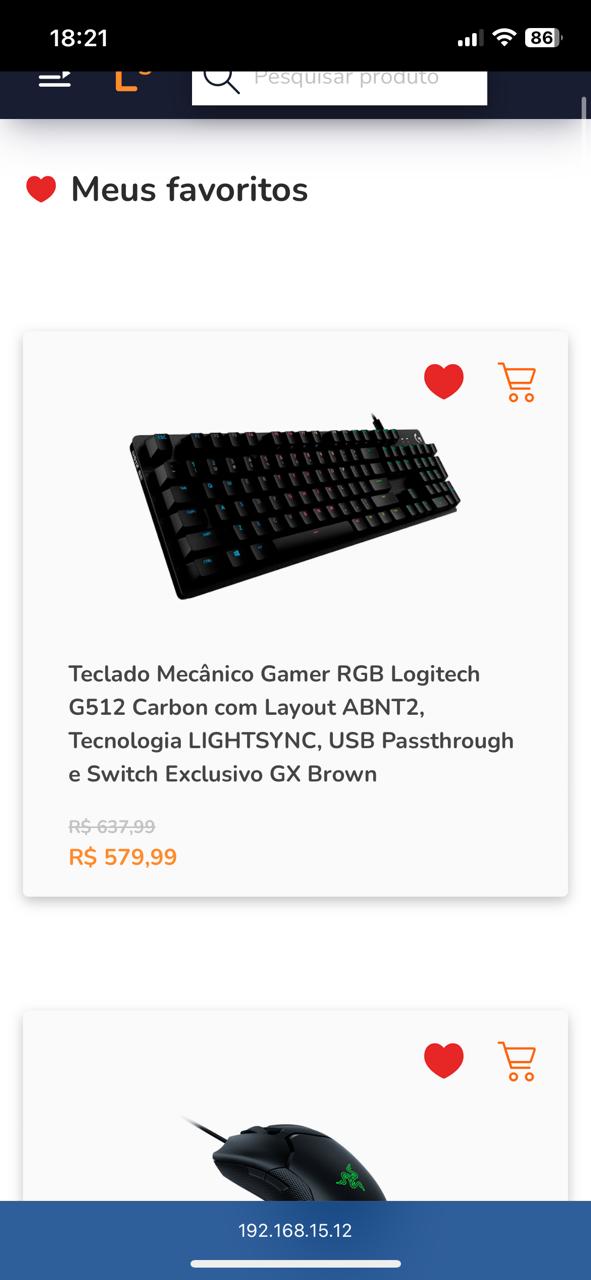 18:21
86
Pesquisar produto
Meus favoritos
Teclado Mecânico Gamer RGB Logitech
G512 Carbon com Layout ABNT2,
Tecnologia LIGHTSYNC, USB Passthrough
e Switch Exclusivo GX Brown
R$ 637,99
R$ 579,99
192.168.15.12